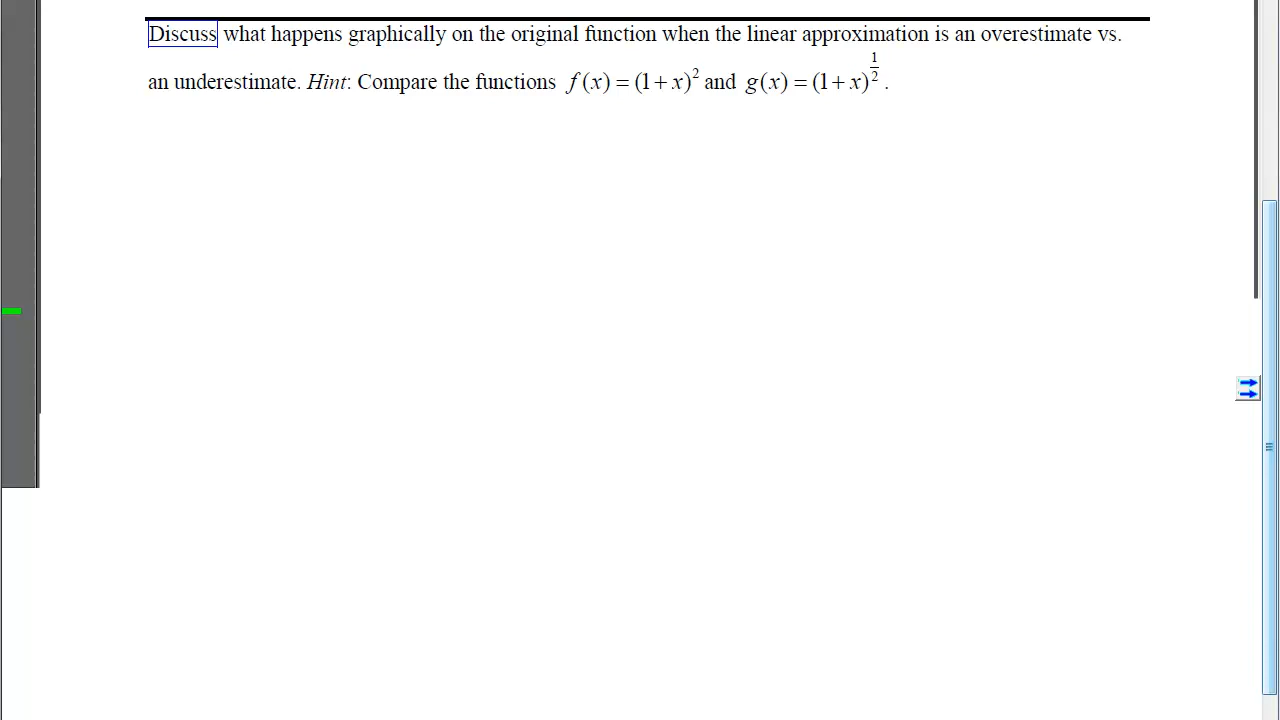 Discuss what happens graphically on the original function when the linear approximation is an overestimate vs.
an underestimate. Hint: Compare the functions f(x) = (1+x)^2 and g(x) = (1+x)^{1/2}.